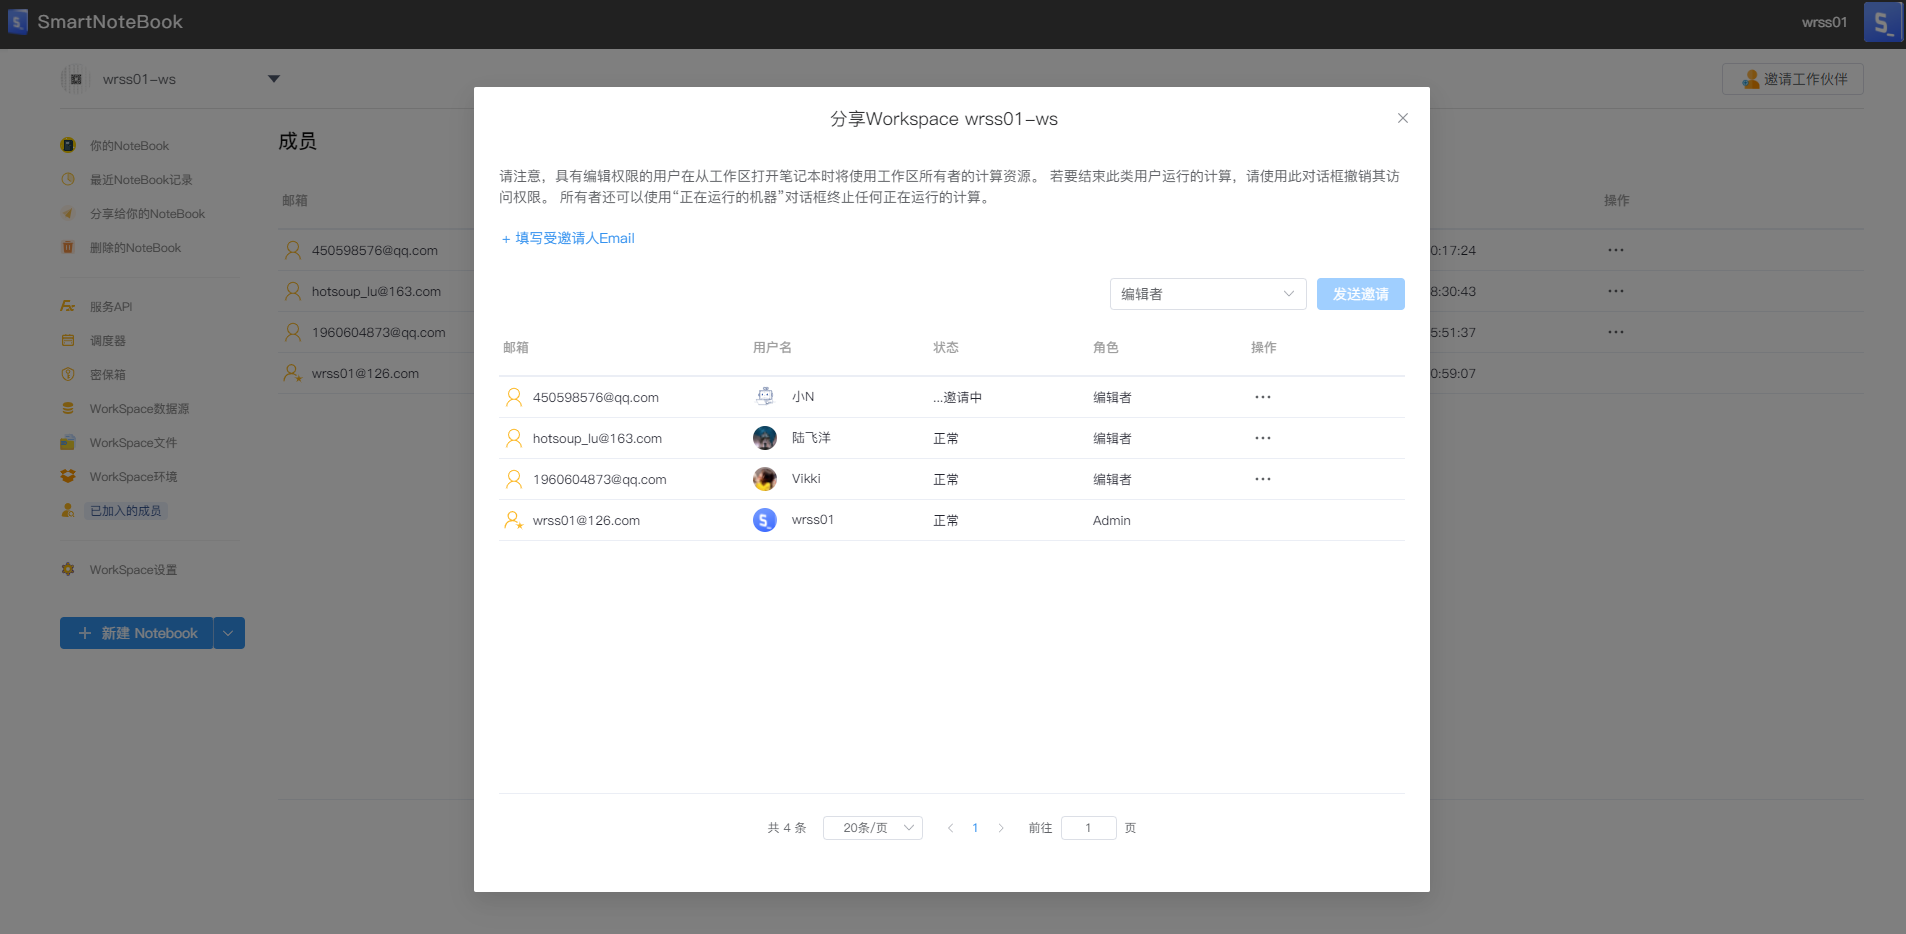 SmartNoteBook
wrss01
wrss01-ws
邀请工作伙伴
你的NoteBook
最近NoteBook记录
分享给你的NoteBook
删除的NoteBook
服务API
调度器
密保箱
WorkSpace数据源
WorkSpace文件
WorkSpace环境
已加入的成员
WorkSpace设置
新建 Notebook
成员
邮箱
操作
450598576@qq.com
0:17:24
hotsoup_lu@163.com
8:30:43
1960604873@qq.com
5:51:37
wrss01@126.com
0:59:07
分享Workspace wrss01-ws
请注意，具有编辑权限的用户在从工作区打开笔记本时将使用工作区所有者的计算资源。 若要结束此类用户运行的计算，请使用此对话框撤销其访
问权限。 所有者还可以使用“正在运行的机器”对话框终止任何正在运行的计算。
+ 填写受邀请人Email
编辑者
发送邀请
邮箱 用户名 状态 角色 操作
450598576@qq.com 小N ...邀请中 编辑者 ···
hotsoup_lu@163.com 陆飞洋 正常 编辑者 ···
1960604873@qq.com Vikki 正常 编辑者 ···
wrss01@126.com wrss01 正常 Admin
共 4 条 20条/页 < 1 > 前往 1 页